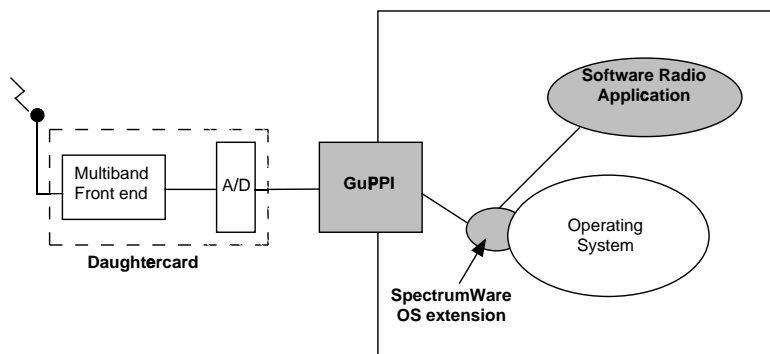 Software Radio
Application
Multiband
Front end
A/D
GuPPI
Operating
System
Daughtercard
SpectrumWare
OS extension